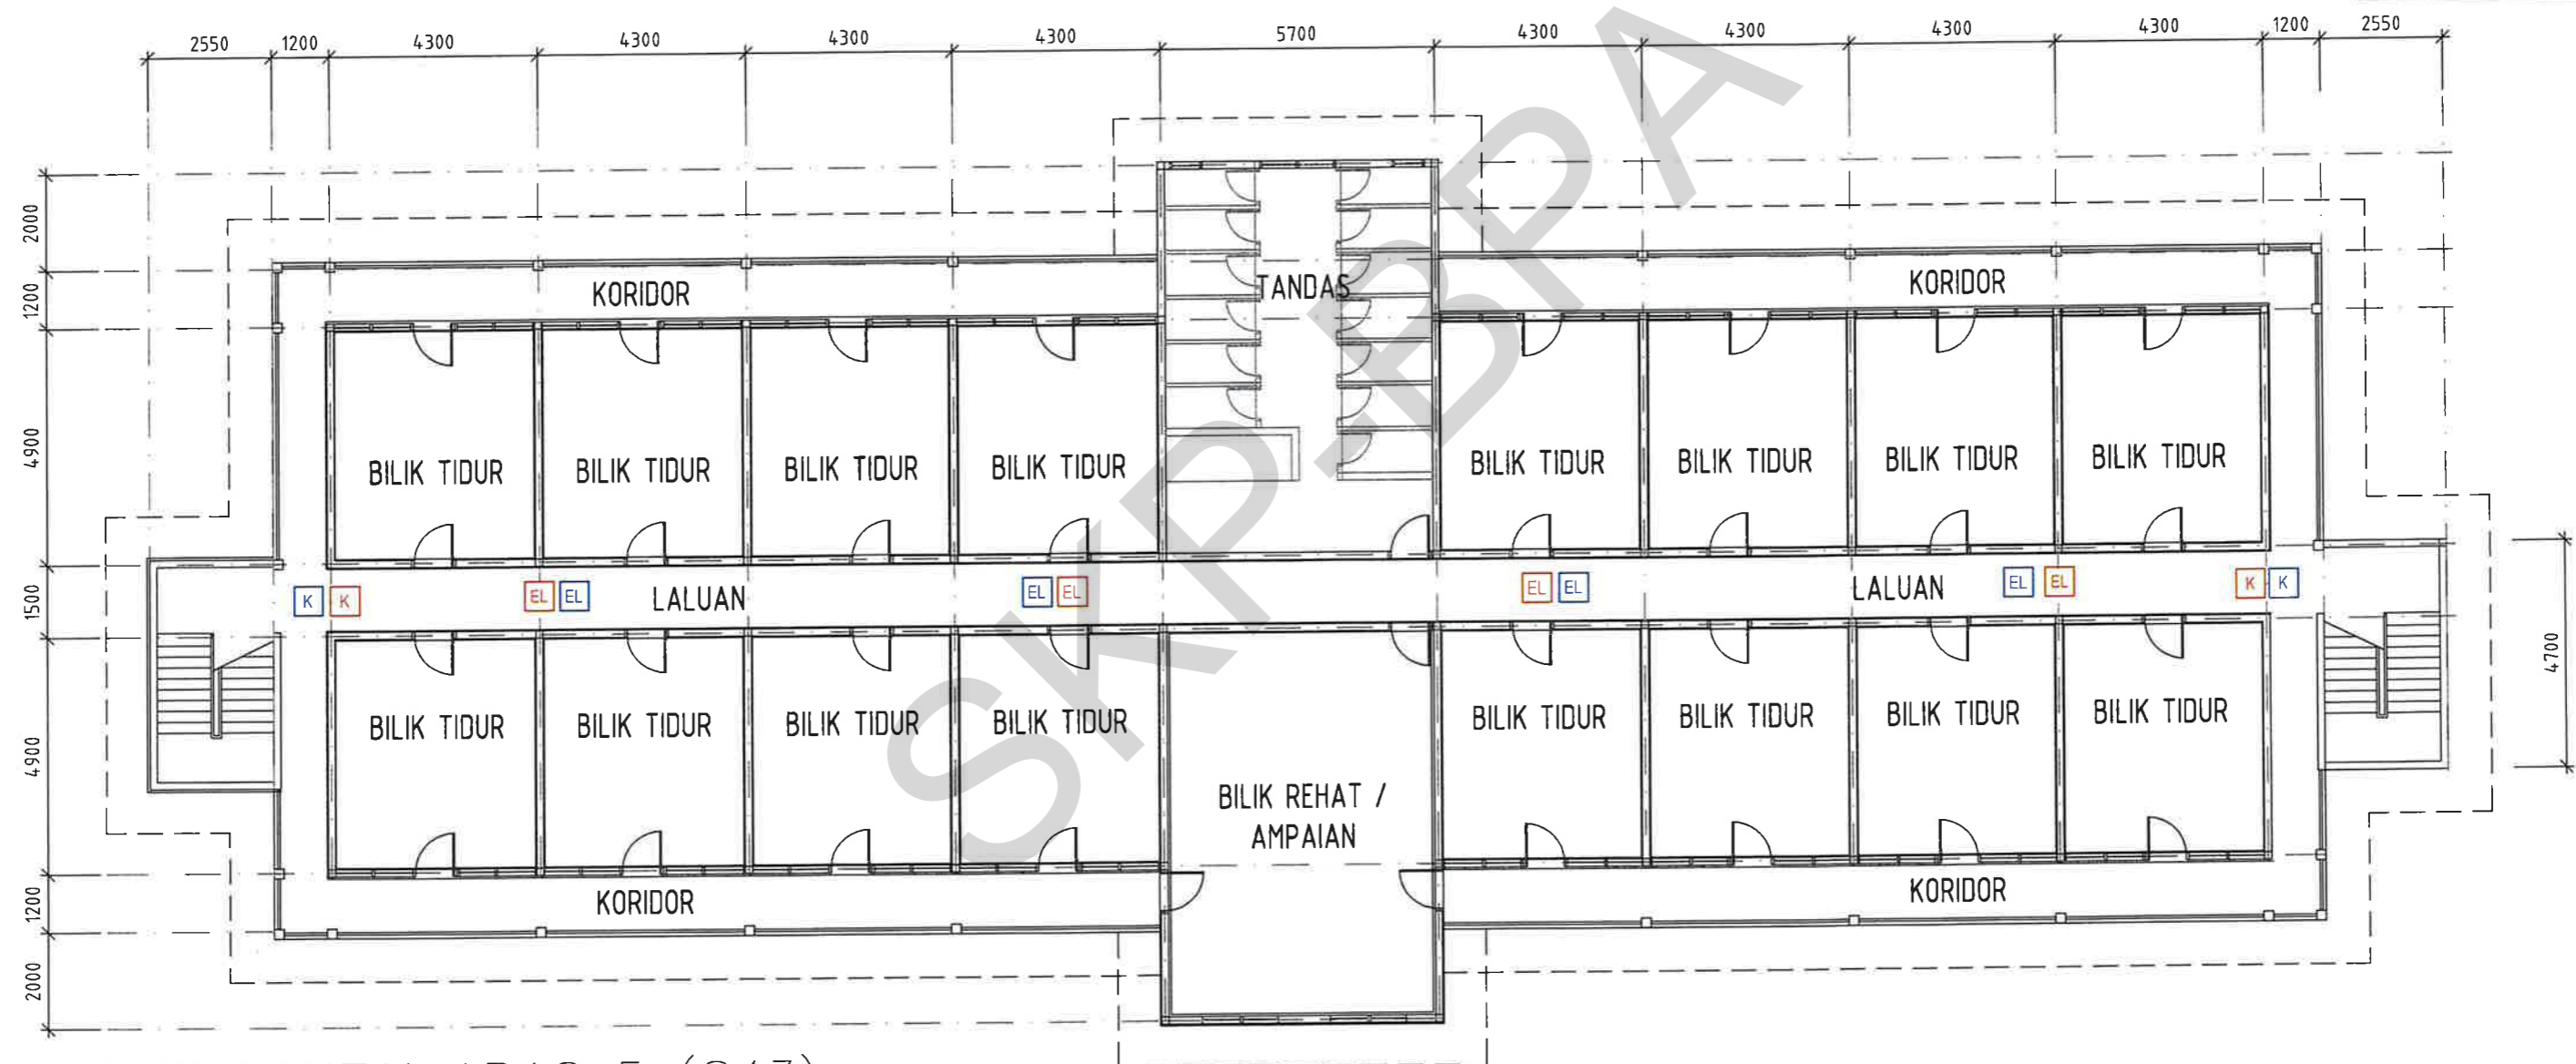 2550 1200 4300 4300 4300 4300 5700 4300 4300 4300 4300 1200 2550
2000
1200
4900
1500
4900
1200
2000
4700
KORIDOR
TANDAS
KORIDOR
BILIK TIDUR BILIK TIDUR BILIK TIDUR BILIK TIDUR BILIK TIDUR BILIK TIDUR BILIK TIDUR BILIK TIDUR
K K EL EL LALUAN EL EL EL EL LALUAN EL EL K K
BILIK TIDUR BILIK TIDUR BILIK TIDUR BILIK TIDUR BILIK TIDUR BILIK TIDUR BILIK TIDUR BILIK TIDUR
BILIK REHAT /
AMPAIAN
KORIDOR
KORIDOR
SKP-BPA